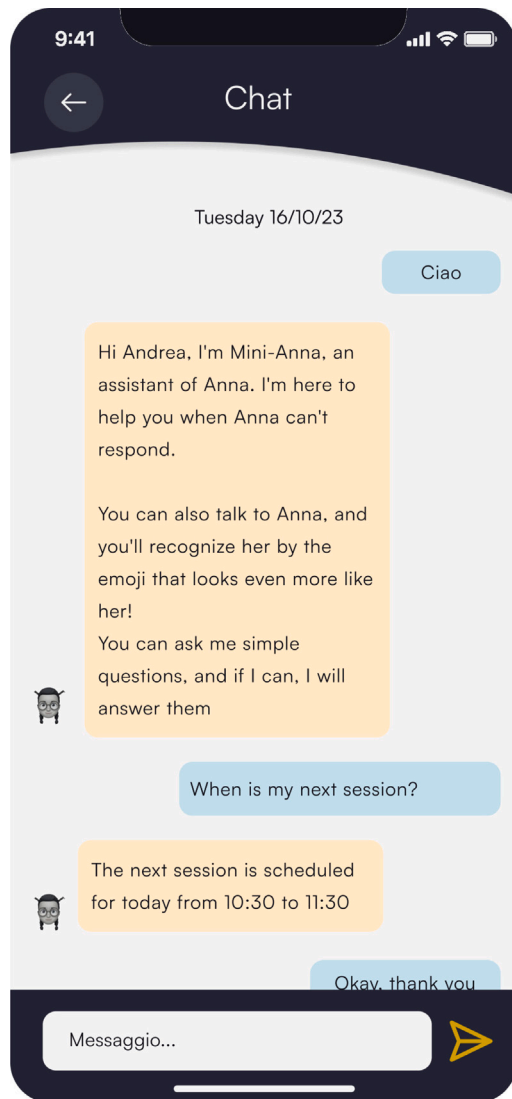 9:41
Chat
Tuesday 16/10/23
Ciao
Hi Andrea, I'm Mini-Anna, an
assistant of Anna. I'm here to
help you when Anna can't
respond.
You can also talk to Anna, and
you'll recognize her by the
emoji that looks even more like
her!
You can ask me simple
questions, and if I can, I will
answer them
When is my next session?
The next session is scheduled
for today from 10:30 to 11:30
Okay, thank you
Messaggio...